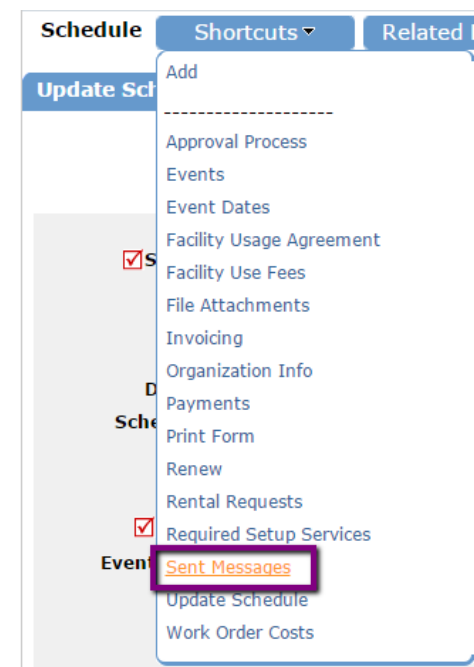 Schedule Shortcuts Related
Update Sch
Add
--------------------
Approval Process
Events
Event Dates
Facility Usage Agreement
Facility Use Fees
File Attachments
Invoicing
Organization Info
Payments
Print Form
Renew
Rental Requests
Required Setup Services
Sent Messages
Update Schedule
Work Order Costs
S
D
Sche
Event